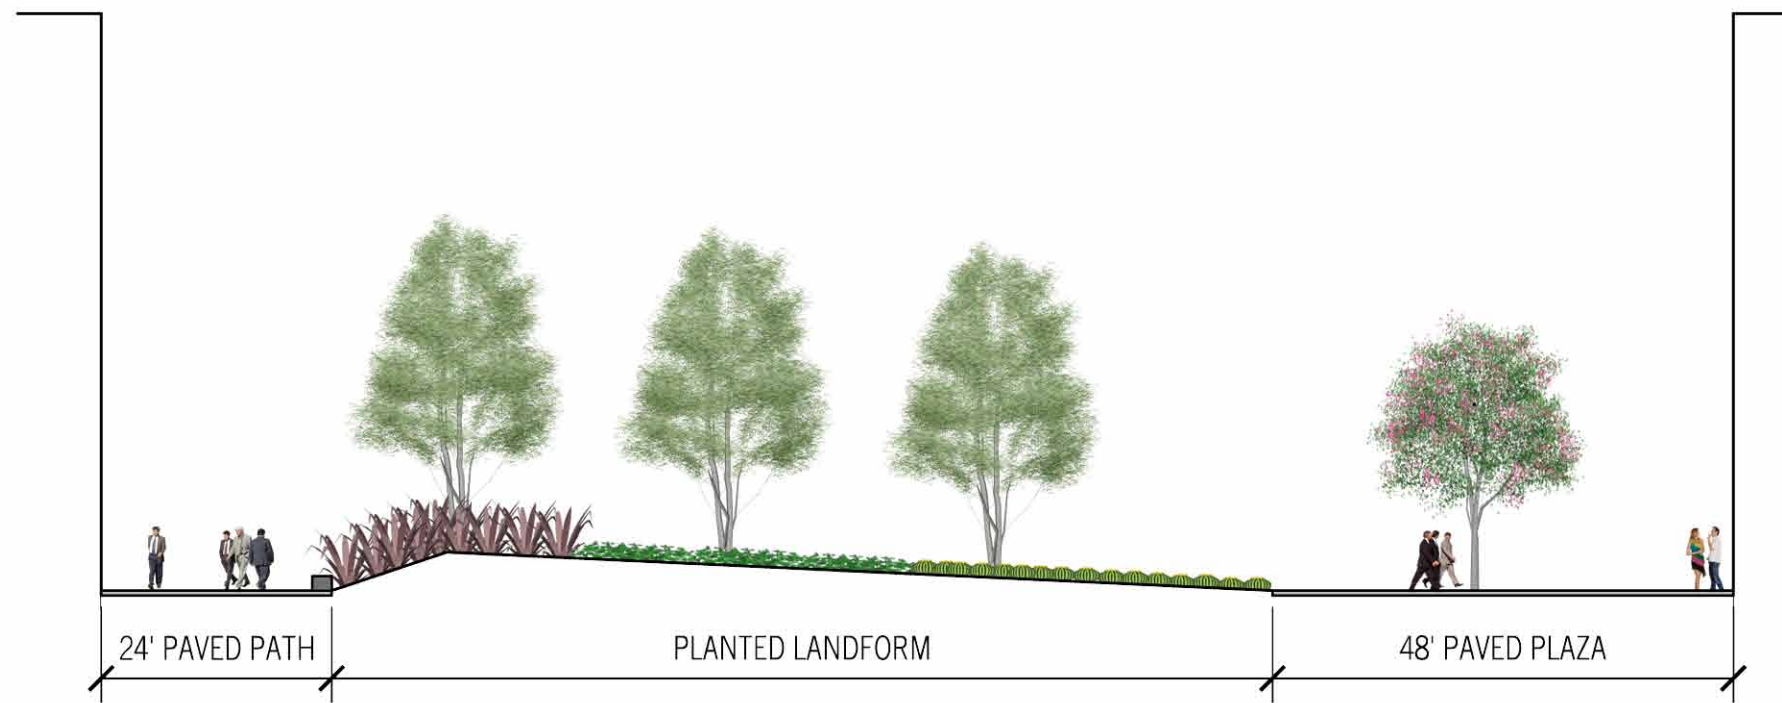 24' PAVED PATH
PLANTED LANDFORM
48' PAVED PLAZA